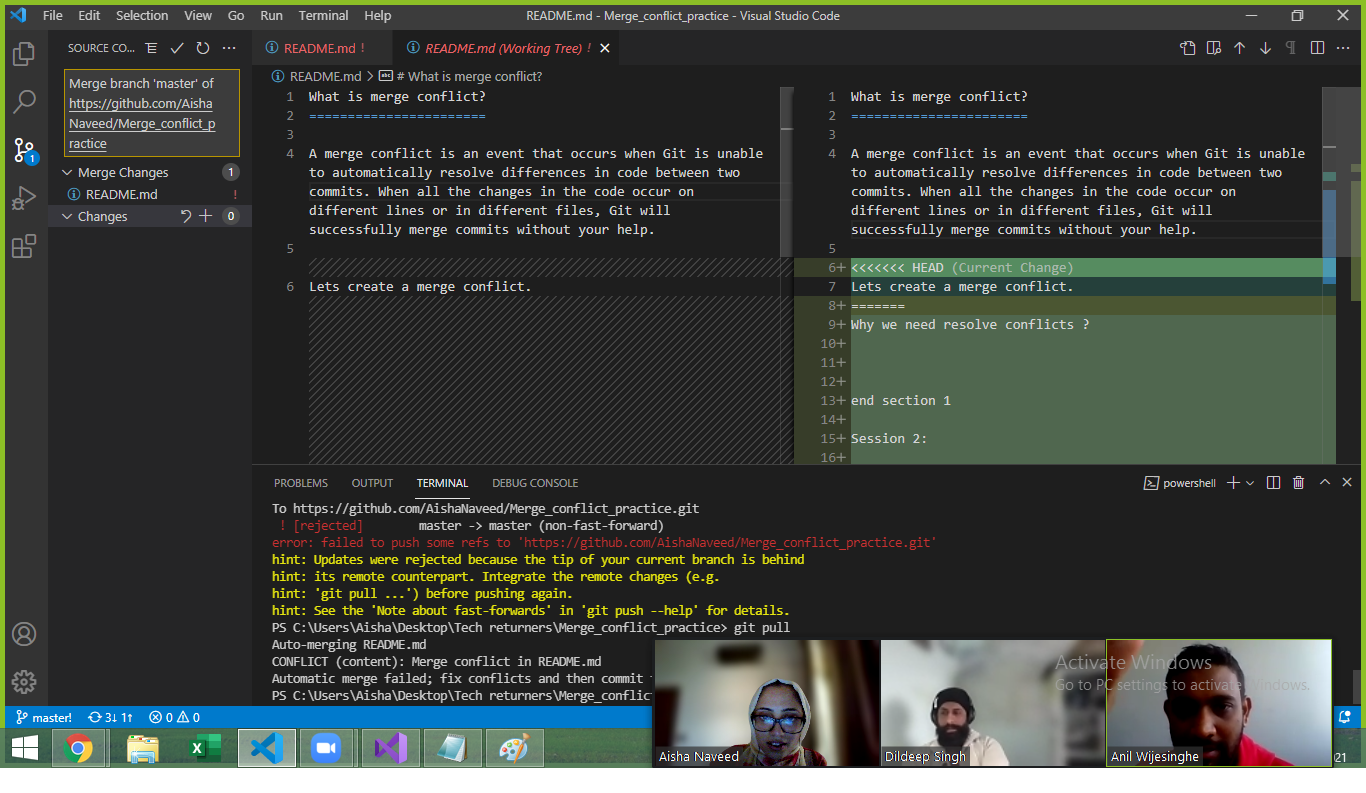 File Edit Selection View Go Run Terminal Help
README.md - Merge_conflict_practice - Visual Studio Code
SOURCE CO...
README.md !
README.md (Working Tree) !
Merge branch 'master' of
https://github.com/Aisha
Naveed/Merge_conflict_p
ractice
Merge Changes 1
README.md !
Changes 0
1
README.md > # What is merge conflict?
1 What is merge conflict?
2 =======================
3
4 A merge conflict is an event that occurs when Git is unable
to automatically resolve differences in code between two
commits. When all the changes in the code occur on
different lines or in different files, Git will
successfully merge commits without your help.
5
6 Lets create a merge conflict.
1 What is merge conflict?
2 =======================
3
4 A merge conflict is an event that occurs when Git is unable
to automatically resolve differences in code between two
commits. When all the changes in the code occur on
different lines or in different files, Git will
successfully merge commits without your help.
5
6+ <<<<<<< HEAD (Current Change)
7 Lets create a merge conflict.
8+ =======
9+ Why we need resolve conflicts ?
10+
11+
12+
13+ end section 1
14+
15+ Session 2:
16+
PROBLEMS OUTPUT TERMINAL DEBUG CONSOLE
powershell
To https://github.com/AishaNaveed/Merge_conflict_practice.git
! [rejected] master -> master (non-fast-forward)
error: failed to push some refs to 'https://github.com/AishaNaveed/Merge_conflict_practice.git'
hint: Updates were rejected because the tip of your current branch is behind
hint: its remote counterpart. Integrate the remote changes (e.g.
hint: 'git pull ...') before pushing again.
hint: See the 'Note about fast-forwards' in 'git push --help' for details.
PS C:\Users\Aisha\Desktop\Tech returners\Merge_conflict_practice> git pull
Auto-merging README.md
CONFLICT (content): Merge conflict in README.md
Automatic merge failed; fix conflicts and then commit
PS C:\Users\Aisha\Desktop\Tech returners\Merge_conflic
Activate Windows
Go to PC settings to activate Windows.
master! 3↓ 1↑ 0 0
Aisha Naveed
Dildeep Singh
Anil Wijesinghe
21